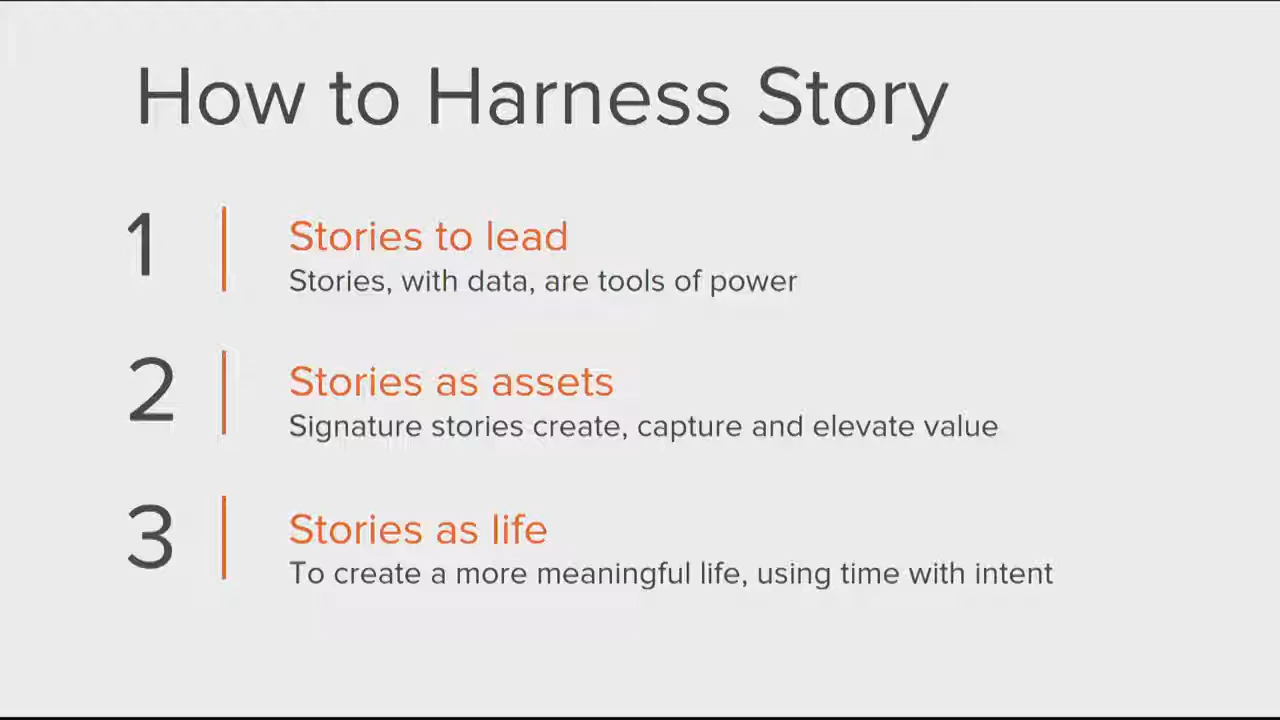 How to Harness Story
1
Stories to lead
Stories, with data, are tools of power
2
Stories as assets
Signature stories create, capture and elevate value
3
Stories as life
To create a more meaningful life, using time with intent